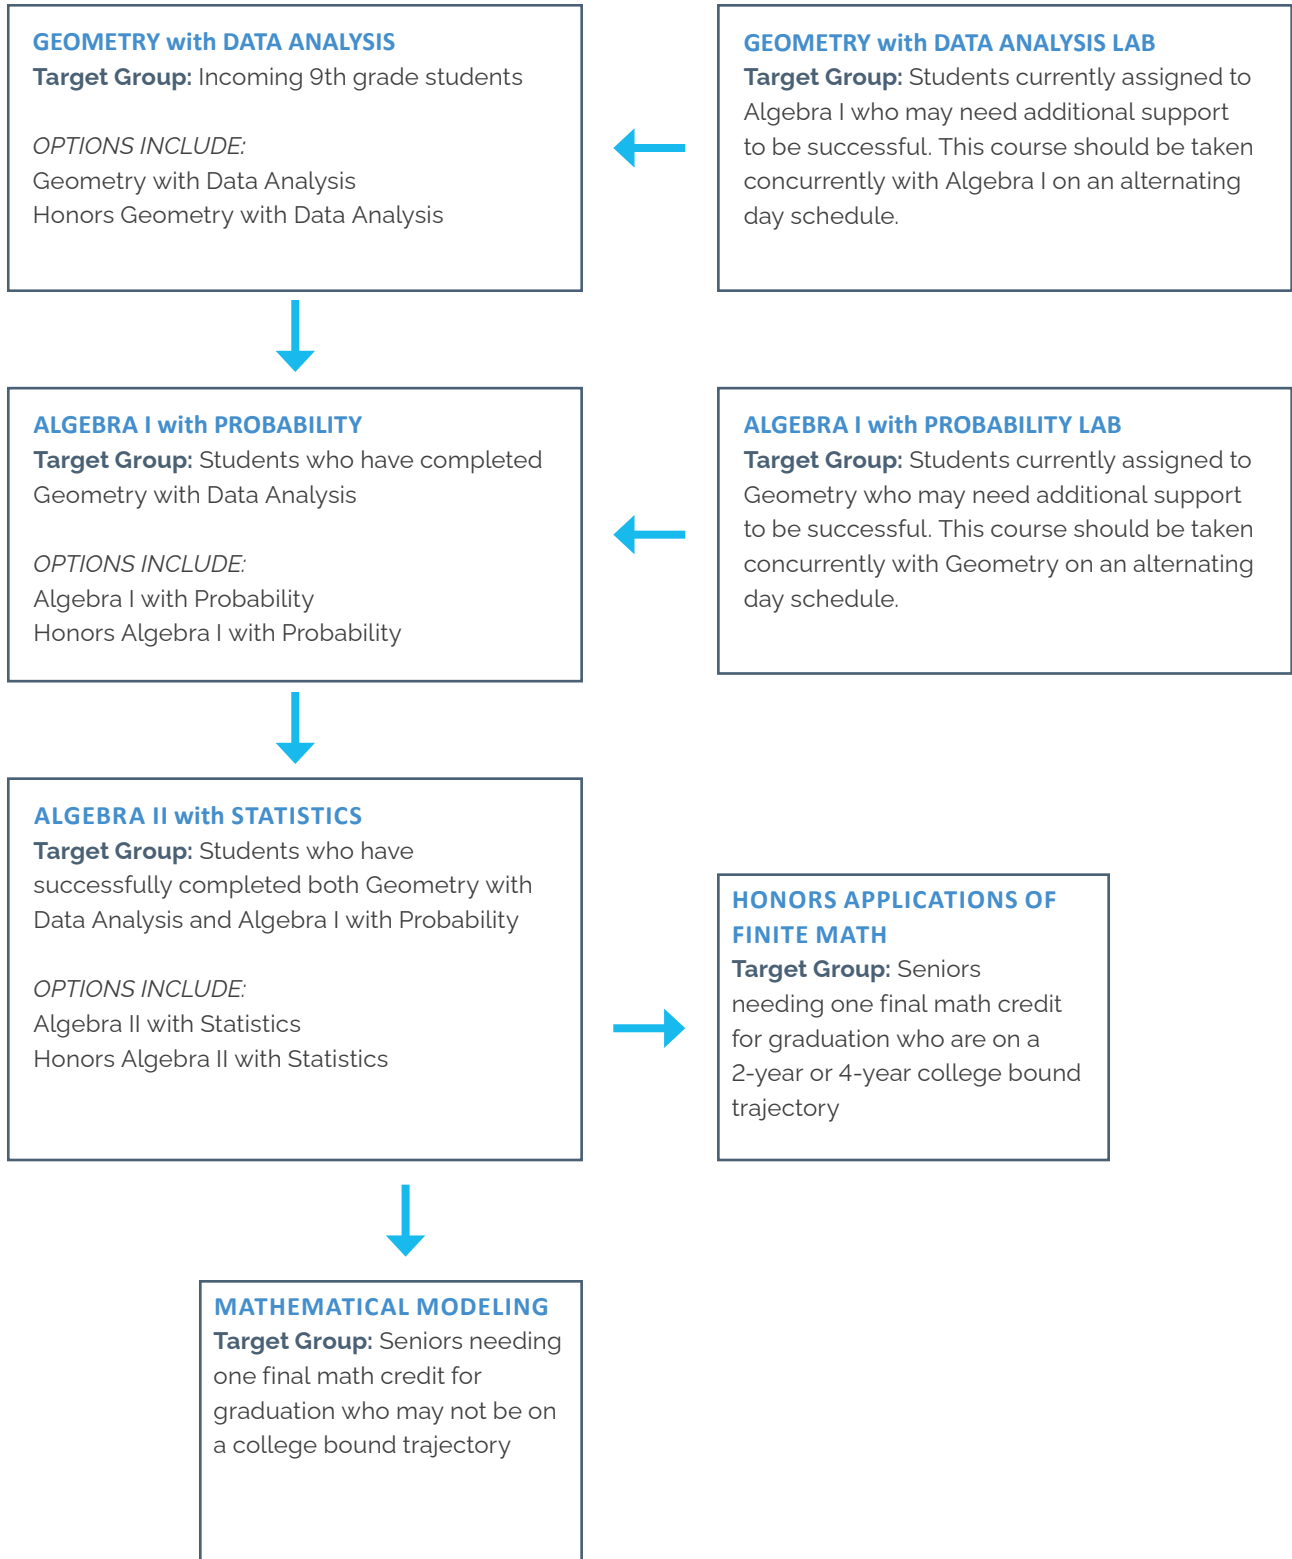 GEOMETRY with DATA ANALYSIS
Target Group: Incoming 9th grade students
OPTIONS INCLUDE:
Geometry with Data Analysis
Honors Geometry with Data Analysis
GEOMETRY with DATA ANALYSIS LAB
Target Group: Students currently assigned to
Algebra I who may need additional support
to be successful. This course should be taken
concurrently with Algebra I on an alternating
day schedule.
ALGEBRA I with PROBABILITY
Target Group: Students who have completed
Geometry with Data Analysis
OPTIONS INCLUDE:
Algebra I with Probability
Honors Algebra I with Probability
ALGEBRA I with PROBABILITY LAB
Target Group: Students currently assigned to
Geometry who may need additional support
to be successful. This course should be taken
concurrently with Geometry on an alternating
day schedule.
ALGEBRA II with STATISTICS
Target Group: Students who have
successfully completed both Geometry with
Data Analysis and Algebra I with Probability
OPTIONS INCLUDE:
Algebra II with Statistics
Honors Algebra II with Statistics
HONORS APPLICATIONS OF
FINITE MATH
Target Group: Seniors
needing one final math credit
for graduation who are on a
2-year or 4-year college bound
trajectory
MATHEMATICAL MODELING
Target Group: Seniors needing
one final math credit for
graduation who may not be on
a college bound trajectory